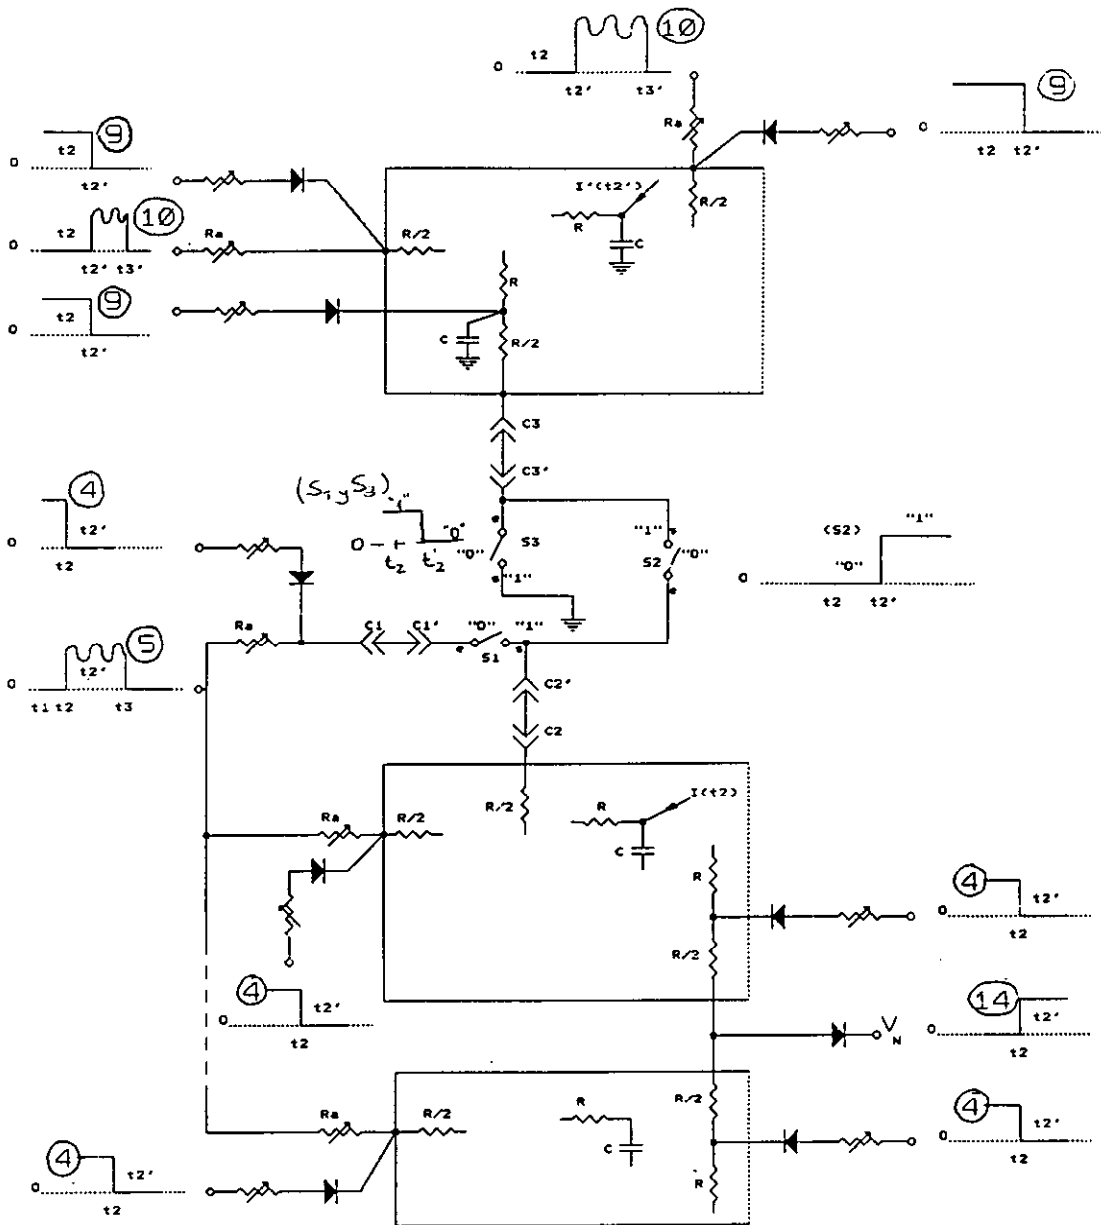 10
t2
0
t2' t3'
9
0
t2 t2'
Ra
9
t2
0
t2'
I'(t2')
R/2
R
C
10
t2
0
t2' t3'
Ra
R/2
9
t2
0
t2'
R
C
R/2
C3
C3'
4
t2'
0
t2
(S1 y S3)
"1"
"0"
0
t2 t2'
"0"
S3
"1"
"1"
S2
"0"
(S2)
"1"
"0"
0
t2 t2'
Ra
C1
C1'
"0"
"1"
S1
5
t2'
0
t1 t2 t3
C2'
C2
Ra
R/2
R/2
R
I(t2)
C
R
R/2
4
t2'
0
t2
4
t2'
0
t2
VN
14
t2'
0
t2
Ra
R/2
R
C
R/2
R
4
t2'
0
t2
4
t2'
0
t2